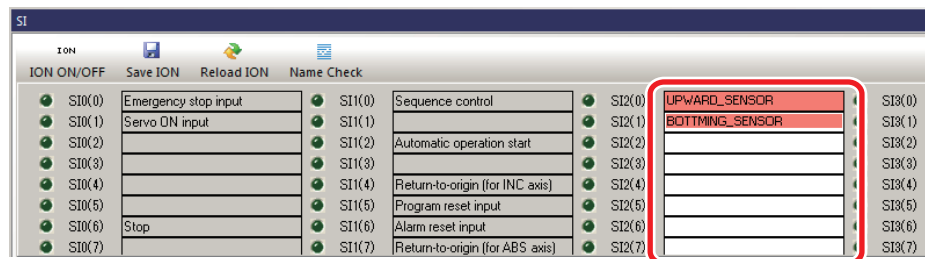 SI
ION
ION ON/OFF Save ION Reload ION Name Check
SI0(0) Emergency stop input SI1(0) Sequence control SI2(0) UPWARD_SENSOR SI3(0)
SI0(1) Servo ON input SI1(1) SI2(1) BOTTMING_SENSOR SI3(1)
SI0(2) SI1(2) Automatic operation start SI2(2) SI3(2)
SI0(3) SI1(3) SI2(3) SI3(3)
SI0(4) SI1(4) Return-to-origin (for INC axis) SI2(4) SI3(4)
SI0(5) SI1(5) Program reset input SI2(5) SI3(5)
SI0(6) Stop SI1(6) Alarm reset input SI2(6) SI3(6)
SI0(7) SI1(7) Return-to-origin (for ABS axis) SI2(7) SI3(7)